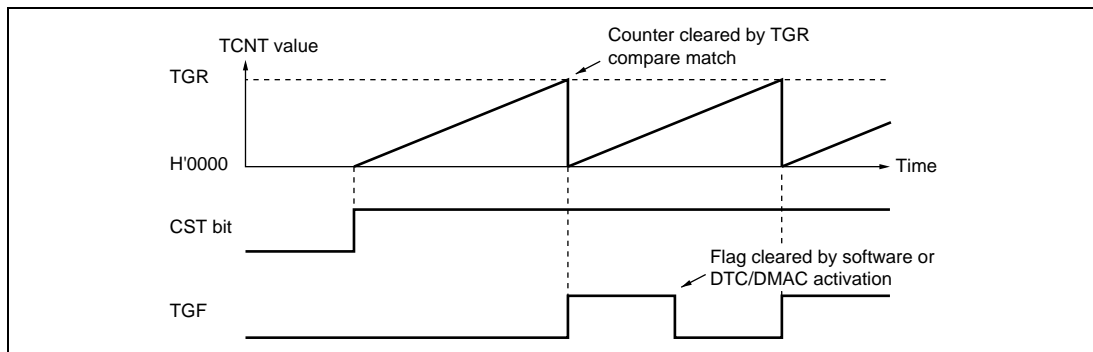 Counter cleared by TGR
compare match
TCNT value
TGR
H'0000
Time
CST bit
Flag cleared by software or
DTC/DMAC activation
TGF